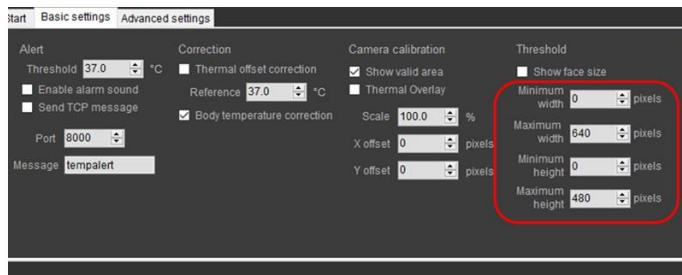 Start Basic settings Advanced settings
Alert
Threshold 37.0 °C
Enable alarm sound
Send TCP message
Port 8000
Message tempalert
Correction
Thermal offset correction
Reference 37.0 °C
Body temperature correction
Camera calibration
Show valid area
Thermal Overlay
Scale 100.0 %
X offset 0 pixels
Y offset 0 pixels
Threshold
Show face size
Minimum
width 0 pixels
Maximum
width 640 pixels
Minimum
height 0 pixels
Maximum
height 480 pixels